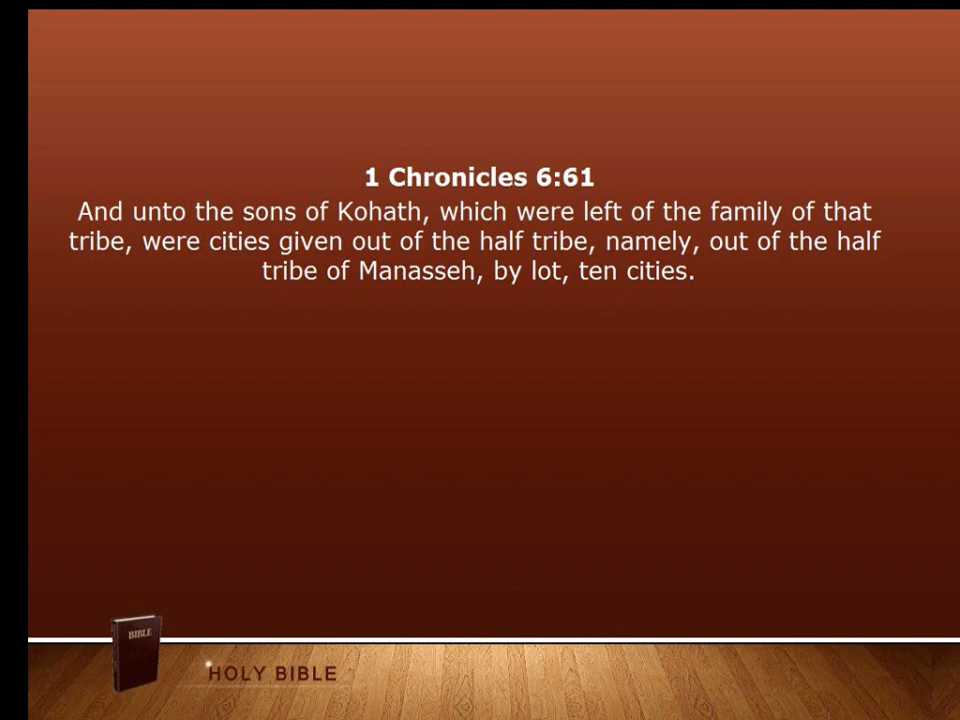 1 Chronicles 6:61
And unto the sons of Kohath, which were left of the family of that
tribe, were cities given out of the half tribe, namely, out of the half
tribe of Manasseh, by lot, ten cities.
BIBLE
HOLY BIBLE